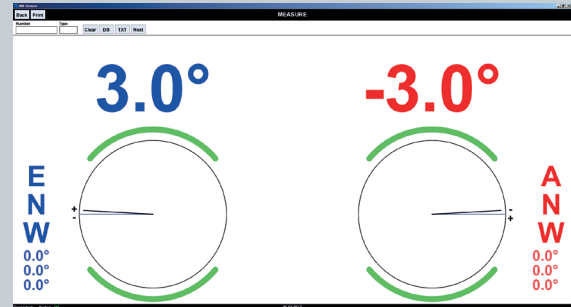 MEASURE
Back Print
Number Type
Clear DB TXT Next
3.0° -3.0°
+ -
- +
E
N
W
0.0°
0.0°
0.0°
A
N
W
0.0°
0.0°
0.0°